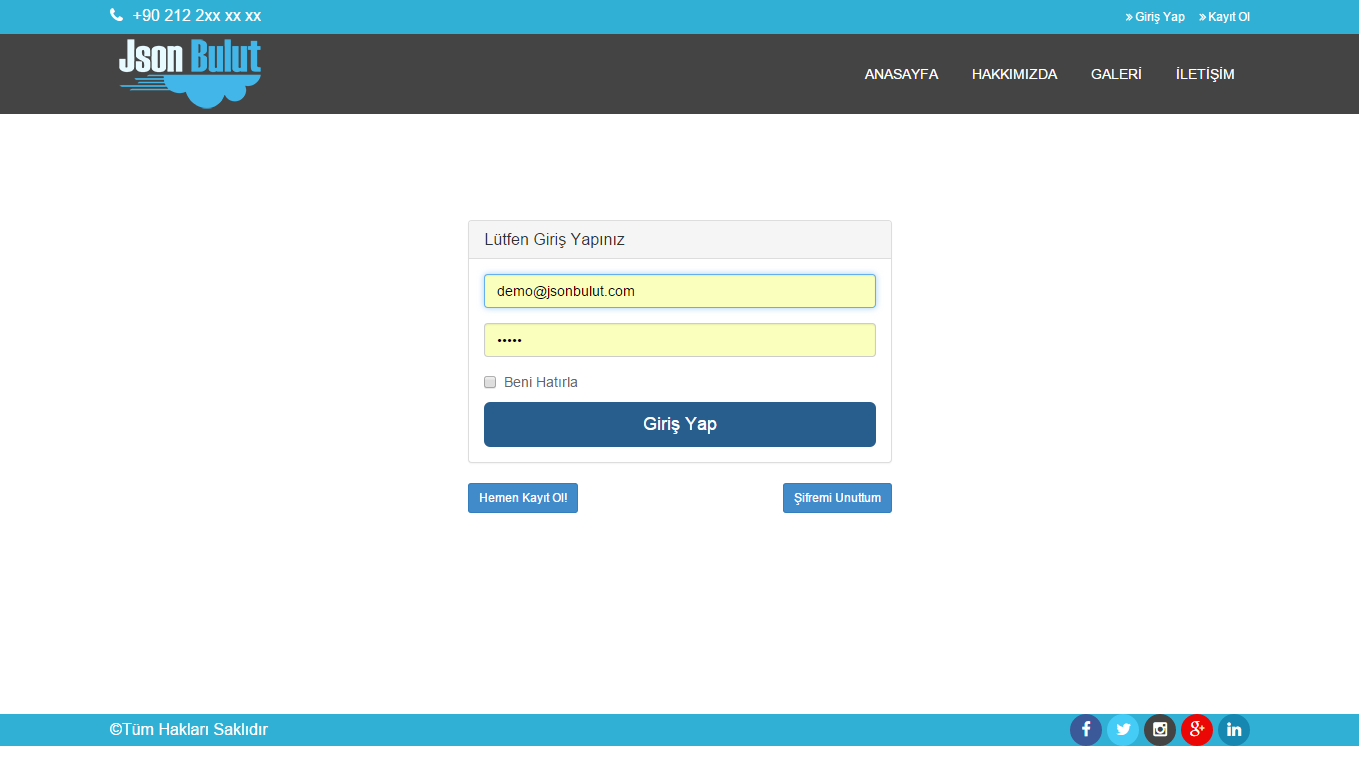 +90 212 2xx xx xx
Giriş Yap
Kayıt Ol
Json Bulut
ANASAYFA
HAKKIMIZDA
GALERİ
İLETİŞİM
Lütfen Giriş Yapınız
demo@jsonbulut.com
•••••
Beni Hatırla
Giriş Yap
Hemen Kayıt Ol!
Şifremi Unuttum
©Tüm Hakları Saklıdır